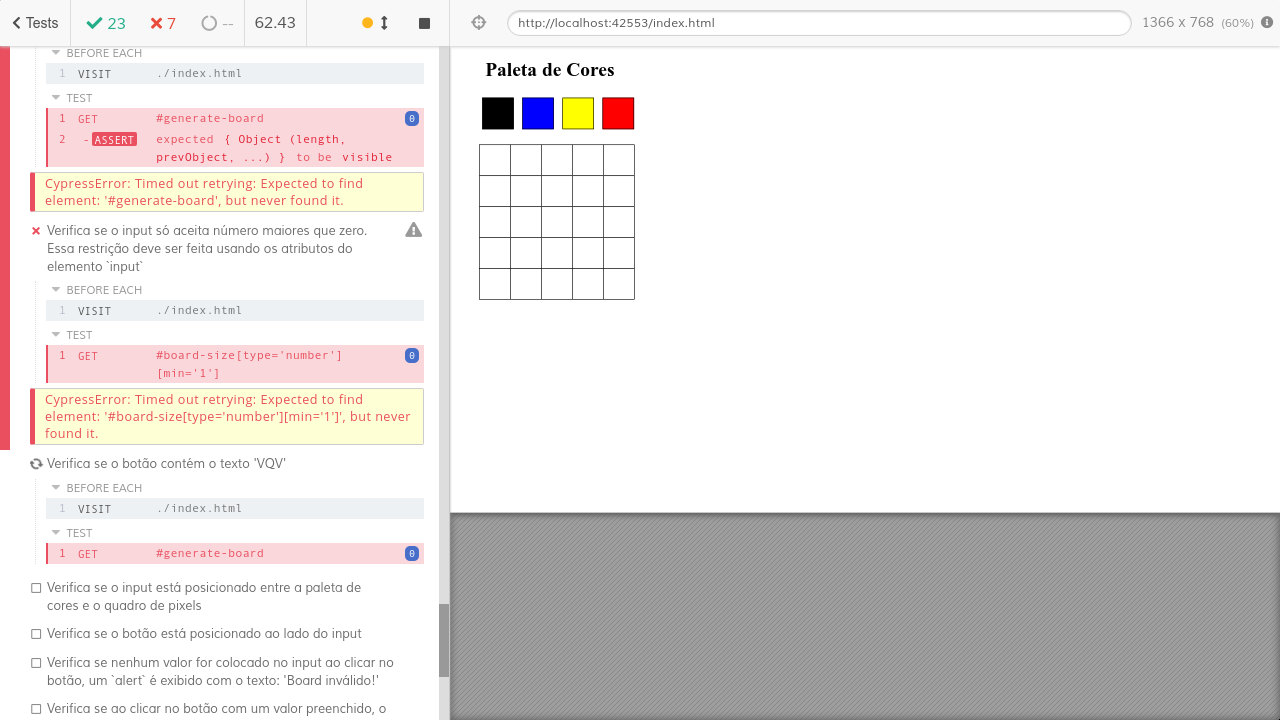 Tests 23 7 -- 62.43 http://localhost:42553/index.html 1366 x 768 (60%)
BEFORE EACH
1 VISIT ./index.html
TEST
1 GET #generate-board 0
2 - ASSERT expected { Object (length,
prevObject, ...) } to be visible
CypressError: Timed out retrying: Expected to find
element: '#generate-board', but never found it.
Verifica se o input só aceita número maiores que zero.
Essa restrição deve ser feita usando os atributos do
elemento `input`
BEFORE EACH
1 VISIT ./index.html
TEST
1 GET #board-size[type='number'] 0
[min='1']
CypressError: Timed out retrying: Expected to find
element: '#board-size[type='number'][min='1']', but never
found it.
Verifica se o botão contém o texto 'VQV'
BEFORE EACH
1 VISIT ./index.html
TEST
1 GET #generate-board 0
Verifica se o input está posicionado entre a paleta de
cores e o quadro de pixels
Verifica se o botão está posicionado ao lado do input
Verifica se nenhum valor for colocado no input ao clicar no
botão, um `alert` é exibido com o texto: 'Board inválido!'
Verifica se ao clicar no botão com um valor preenchido, o
Paleta de Cores